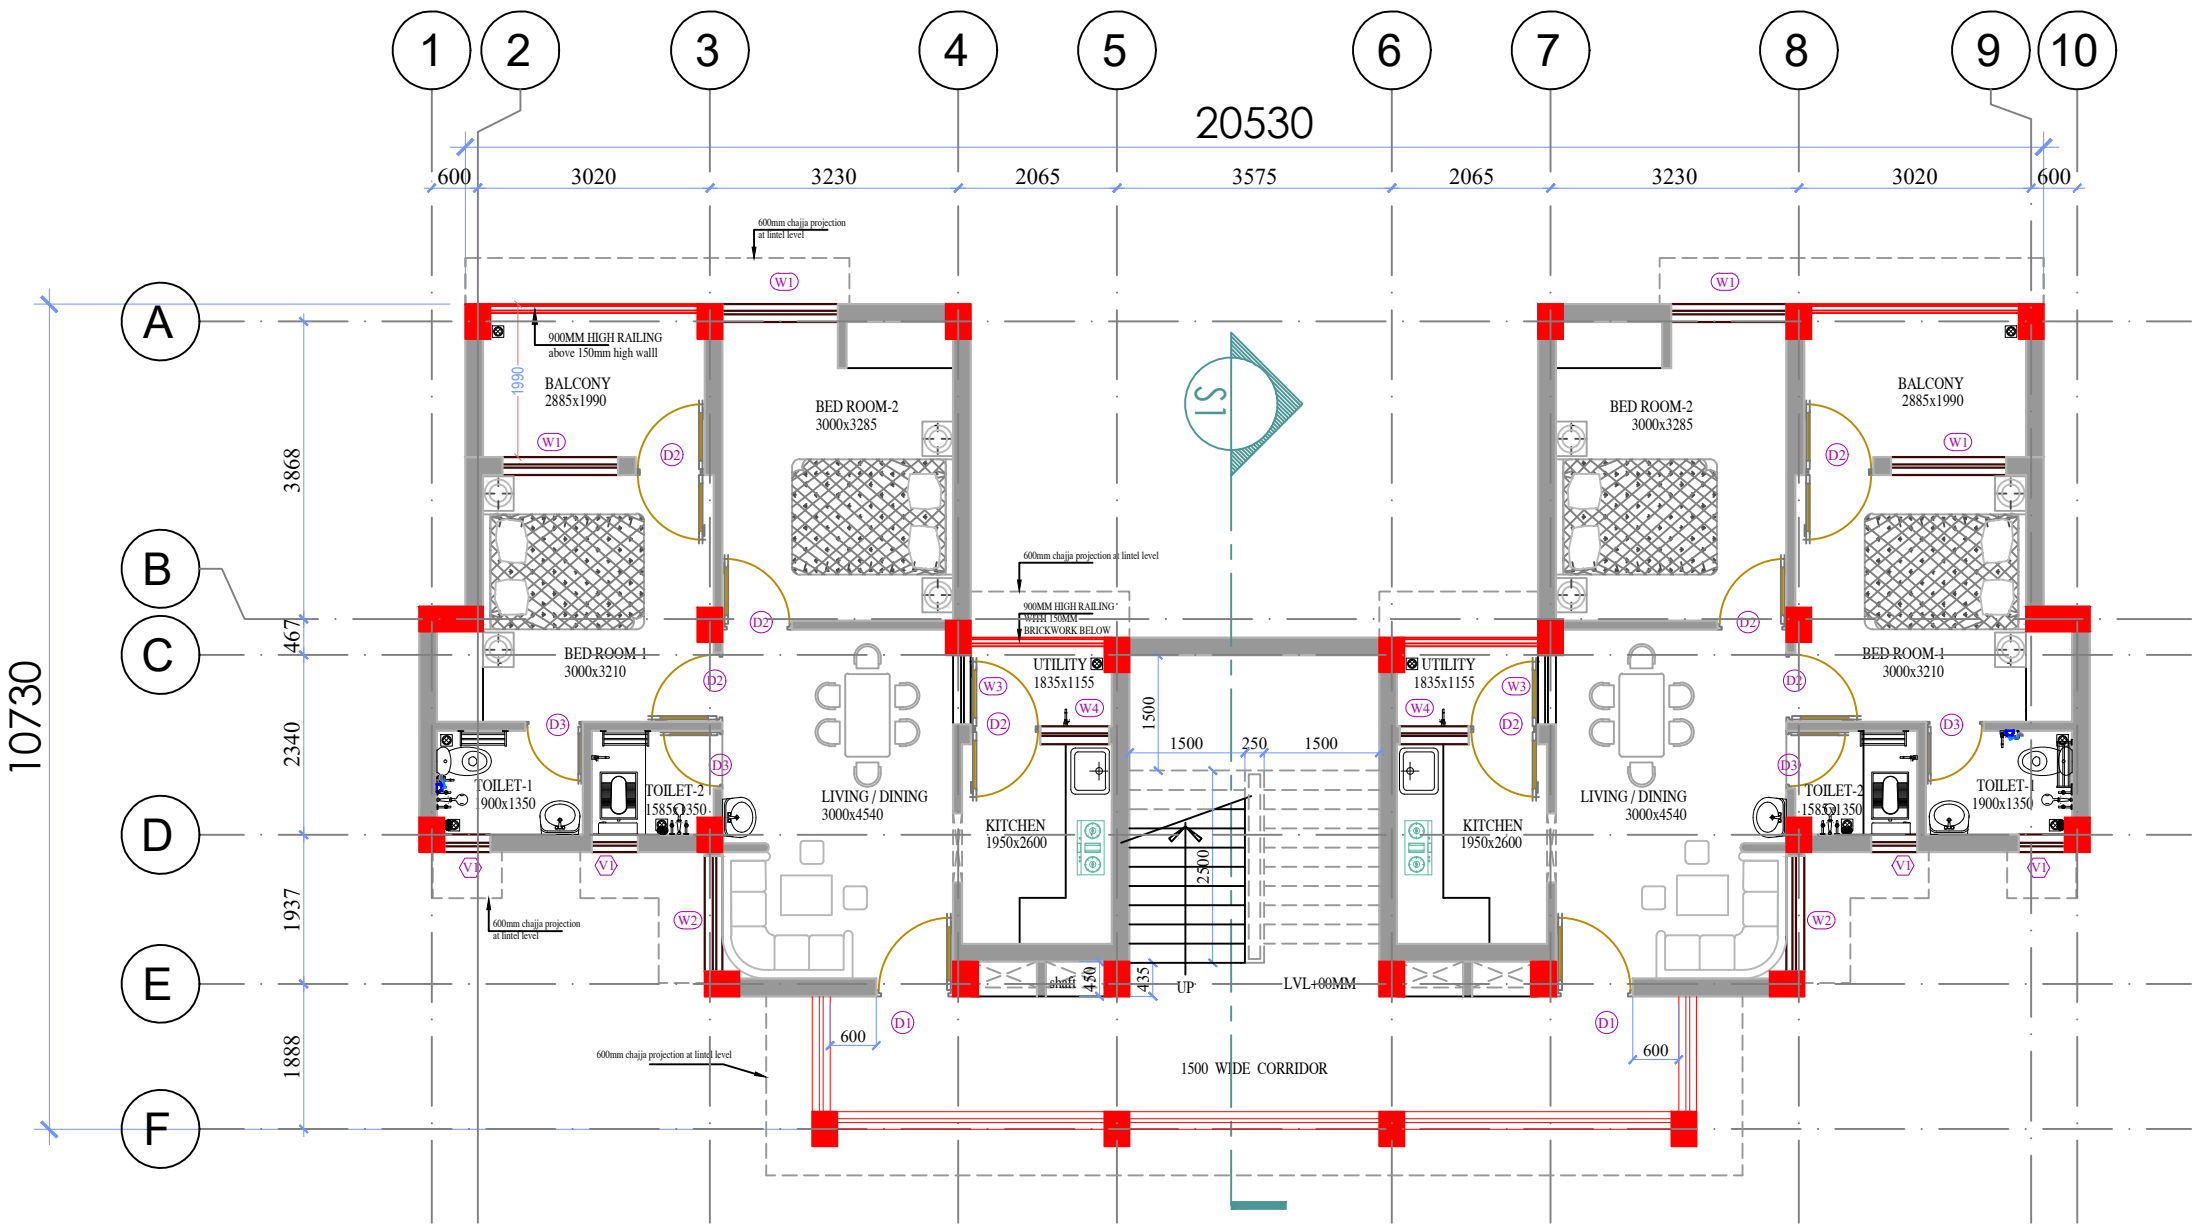 1 2 3 4 5 6 7 8 9 10
20530
600 3020 3230 2065 3575 2065 3230 3020 600
600mm chajja projection
at lintel level
W1 W1
A
900MM HIGH RAILING
above 150mm high walll
1990
BALCONY
2885x1990
BED ROOM-2
3000x3285
S1
BED ROOM-2
3000x3285
BALCONY
2885x1990
W1 D2 D2 W1
3868
B
600mm chajja projection at lintel level
900MM HIGH RAILING
WITH 150MM
BRICKWORK BELOW
D2 D2
467
C
BED ROOM-1
3000x3210
D2
UTILITY
1835x1155
W3
W4
D2
UTILITY
1835x1155
W3
W4
D2
BED ROOM-1
3000x3210
D2
10730
2340
D3 D3
1500
1500 250 1500
D3 D3
TOILET-1
1900x1350
TOILET-2
1585x1350
LIVING / DINING
3000x4540
KITCHEN
1950x2600
KITCHEN
1950x2600
LIVING / DINING
3000x4540
TOILET-2
1585x1350
TOILET-1
1900x1350
D
V1 V1 V1 V1
2500
1937
W2 W2
600mm chajja projection
at lintel level
E
shaft
450
435
UP
LVL+00MM
D1 D1
600 600
1888
600mm chajja projection at lintel level
1500 WIDE CORRIDOR
F